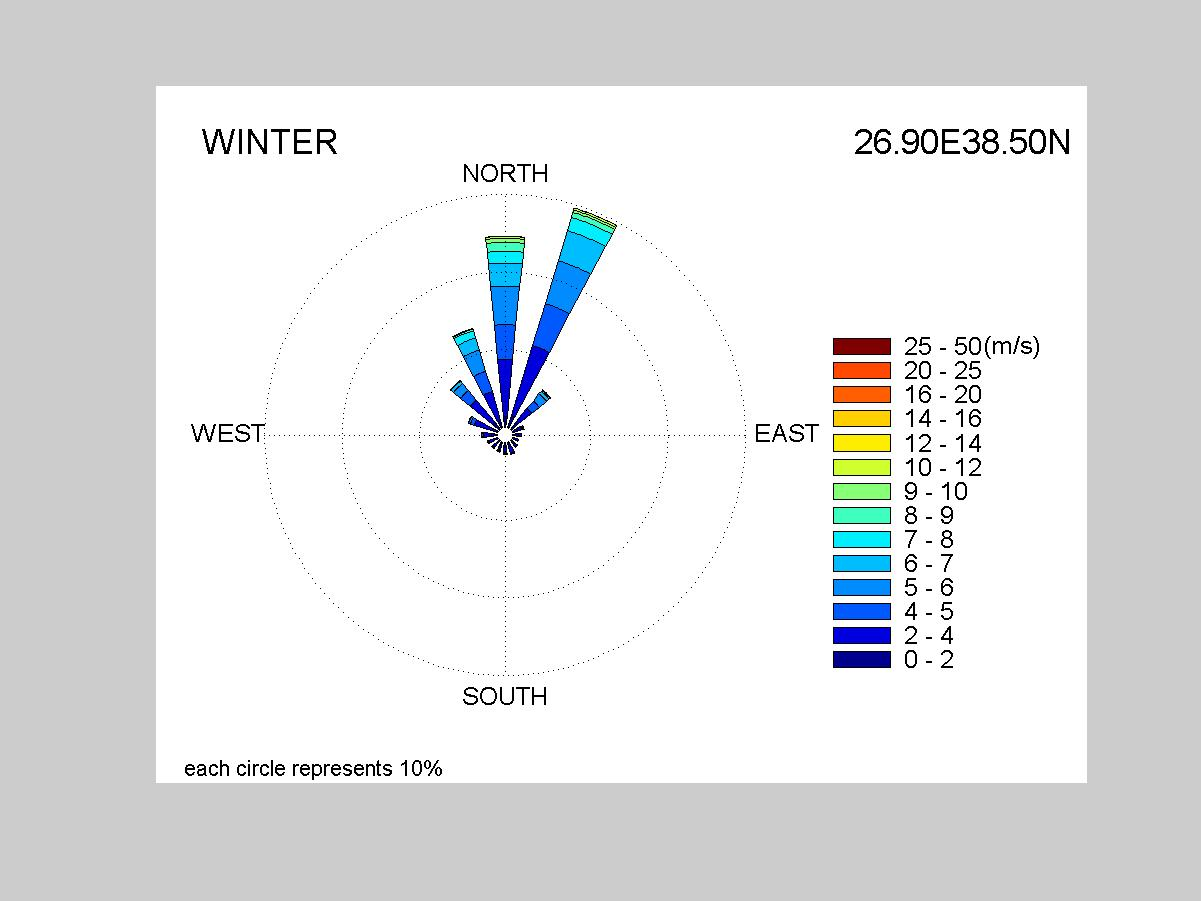 WINTER
26.90E38.50N
NORTH
WEST
EAST
SOUTH
25 - 50(m/s)
20 - 25
16 - 20
14 - 16
12 - 14
10 - 12
9 - 10
8 - 9
7 - 8
6 - 7
5 - 6
4 - 5
2 - 4
0 - 2
each circle represents 10%